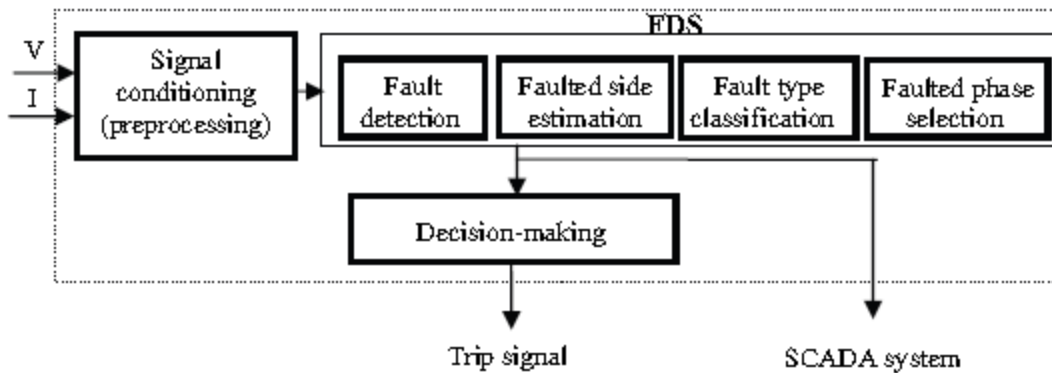 FDS
V
I
Signal
conditioning
(preprocessing)
Fault
detection
Faulted side
estimation
Fault type
classification
Faulted phase
selection
Decision-making
Trip signal
SCADA system